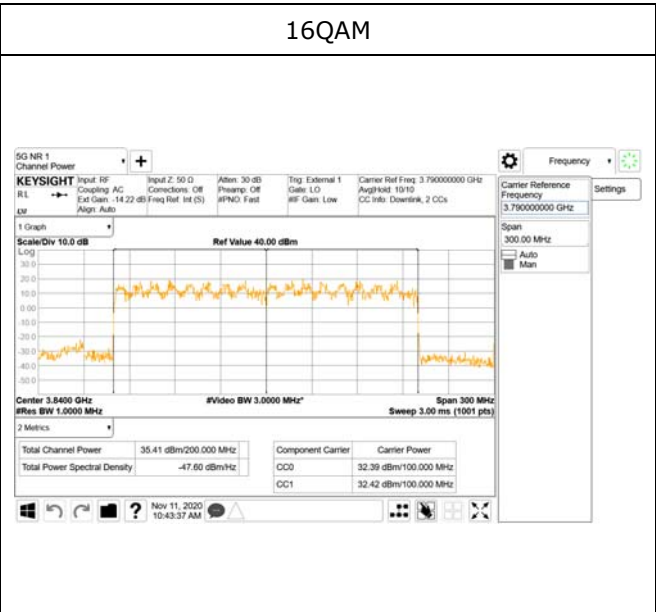 16QAM
5G NR 1
Channel Power
+
Frequency
KEYSIGHT Input: RF Input Z: 50 Ω Atten: 30 dB Trig: External 1 Carrier Ref Freq: 3.790000000 GHz
RL Coupling: AC Corrections: Off Preamp: Off Gate: LO Avg|Hold: 10/10
Ext Gain: -14.22 dB Freq Ref: Int (S) #PNO: Fast #IF Gain: Low CC Info: Downlink, 2 CCs
Align: Auto
Carrier Reference
Frequency
3.790000000 GHz
Settings
Span
300.00 MHz
Auto
Man
1 Graph
Scale/Div 10.0 dB Ref Value 40.00 dBm
Log
30.0
20.0
10.0
0.00
-10.0
-20.0
-30.0
-40.0
-50.0
Center 3.8400 GHz #Video BW 3.0000 MHz* Span 300 MHz
#Res BW 1.0000 MHz Sweep 3.00 ms (1001 pts)
2 Metrics
Total Channel Power 35.41 dBm/200.000 MHz Component Carrier Carrier Power
Total Power Spectral Density -47.60 dBm/Hz CC0 32.39 dBm/100.000 MHz
CC1 32.42 dBm/100.000 MHz
? Nov 11, 2020
10:43:37 AM